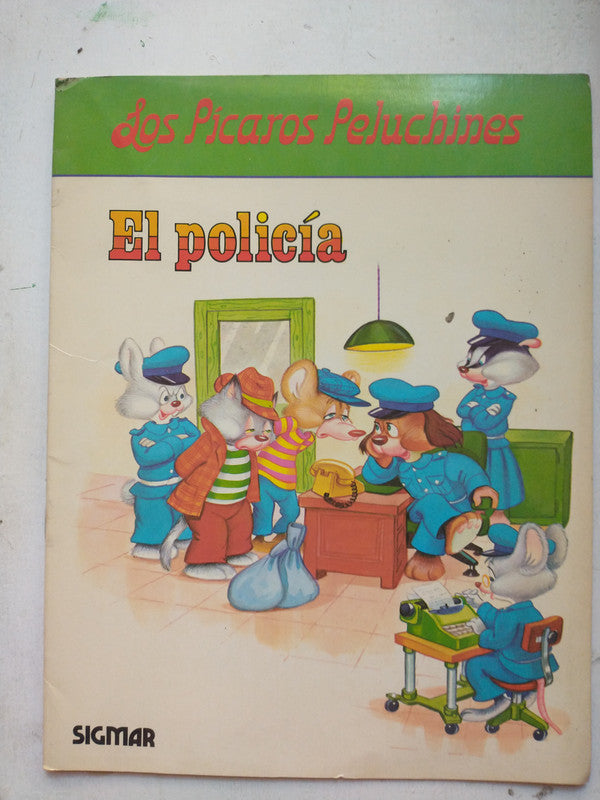 Los Pícaros Peluchines
El policía
SIGMAR